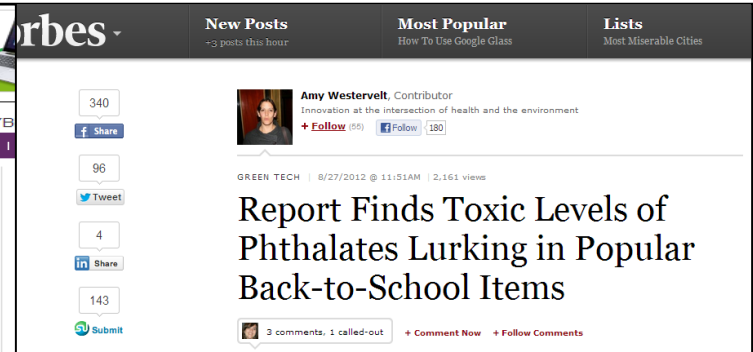 orbes
New Posts
+3 posts this hour
Most Popular
How To Use Google Glass
Lists
Most Miserable Cities
340
Share
96
Tweet
4
in Share
143
Submit
Amy Westervelt, Contributor
Innovation at the intersection of health and the environment
+ Follow (55) f Follow 180
GREEN TECH | 8/27/2012 @ 11:51AM | 2,161 views
Report Finds Toxic Levels of
Phthalates Lurking in Popular
Back-to-School Items
3 comments, 1 called-out + Comment Now + Follow Comments